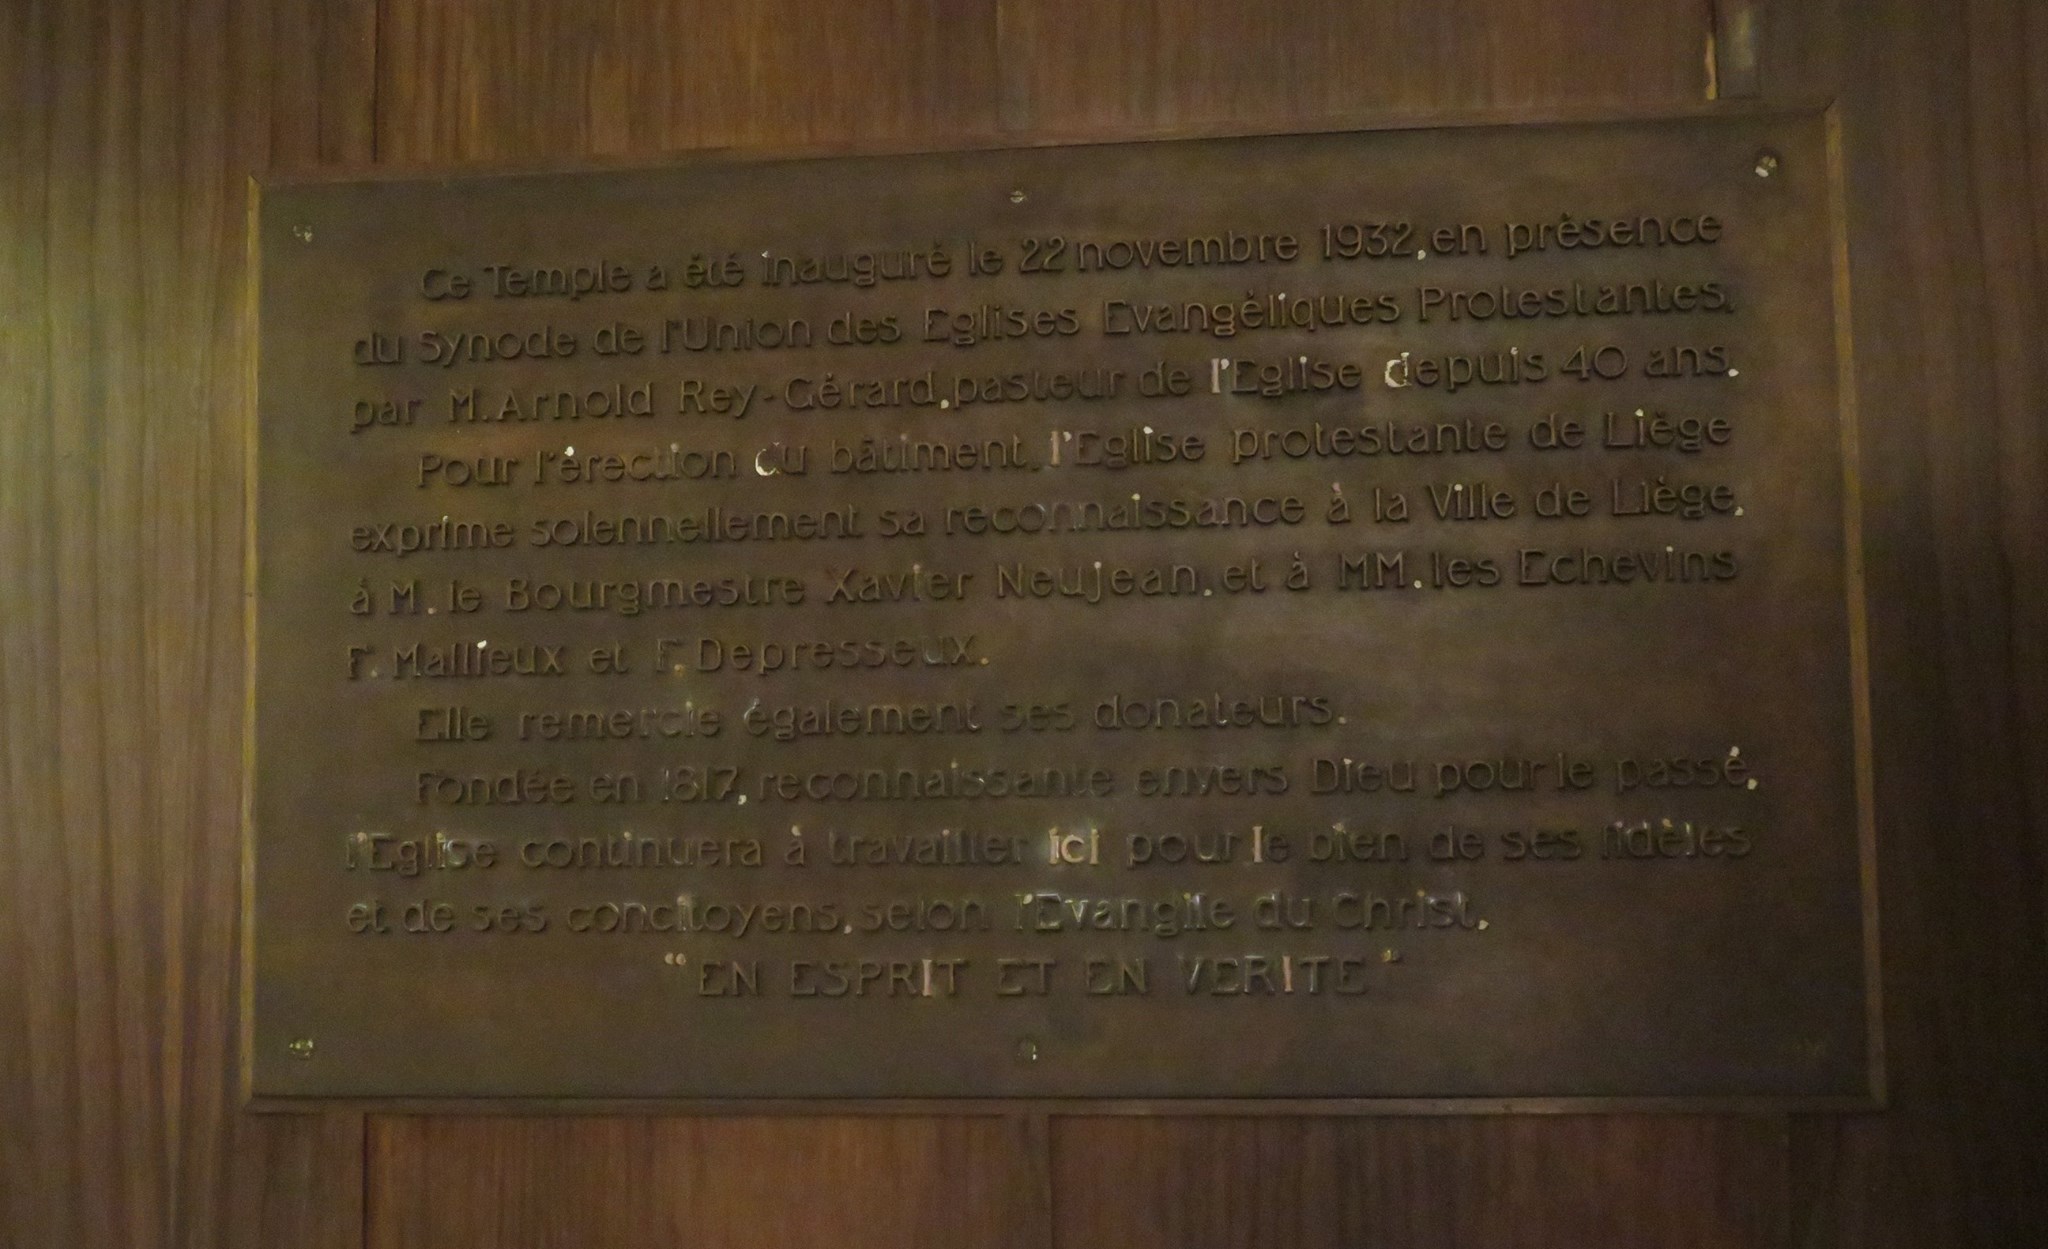 Ce Temple a été inauguré le 22 novembre 1932, en présence
du Synode de l'Union des Eglises Evangéliques Protestantes,
par M. Arnold Rey-Gérard, pasteur de l'Eglise depuis 40 ans.
Pour l'érection du bâtiment, l'Eglise protestante de Liège
exprime solennellement sa reconnaissance à la Ville de Liège,
à M. le Bourgmestre Xavier Neujean, et à MM. les Echevins
F. Mallieux et F. Depresseux.
Elle remercie également ses donateurs.
Fondée en 1817, reconnaissante envers Dieu pour le passé,
l'Eglise continuera à travailler ici pour le bien de ses fidèles
et de ses concitoyens, selon l'Evangile du Christ,
"EN ESPRIT ET EN VERITE"